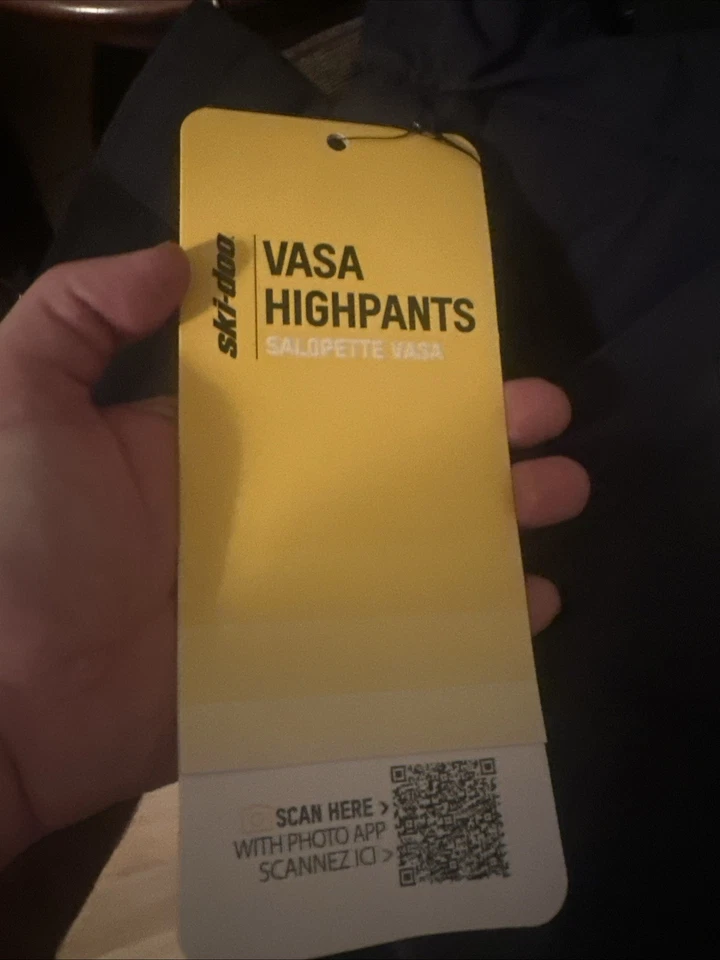 ski-doo
VASA
HIGHPANTS
SALOPETTE VASA
SCAN HERE >
WITH PHOTO APP
SCANNEZ ICI >